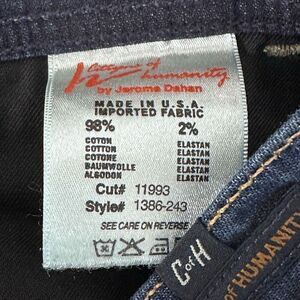 citizens of
humanity
by Jerome Dahan
MADE IN U.S.A.
IMPORTED FABRIC
98% 2%
COTON ELASTAN
COTTON ELASTAN
COTONE ELASTAN
BAUMWOLLE ELASTAN
ALGODON ELASTAN
Cut# 11993
Style# 1386-243
SEE CARE ON REVERSE
CofH
OF HUMANITY